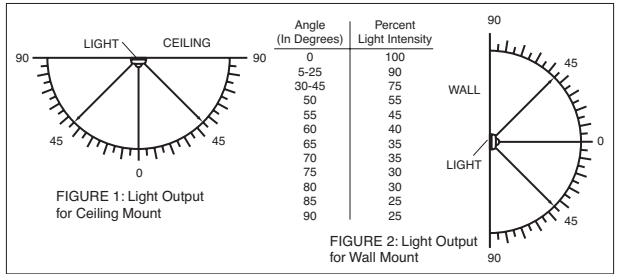 LIGHT CEILING
90 90
45 45
0
FIGURE 1: Light Output
for Ceiling Mount
Angle Percent
(In Degrees) Light Intensity
0 100
5-25 90
30-45 75
50 55
55 45
60 40
65 35
70 35
75 30
80 30
85 25
90 25
90
45
WALL
0
LIGHT
45
90
FIGURE 2: Light Output
for Wall Mount